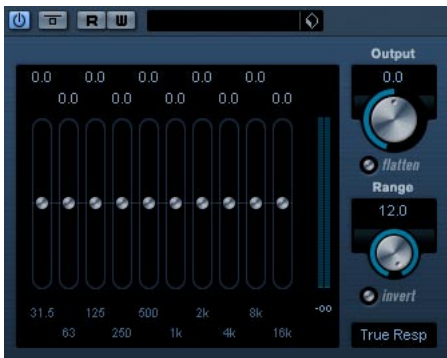 R W
Output
0.0 0.0 0.0 0.0 0.0 0.0
0.0 0.0 0.0 0.0 0.0
flatten
Range
12.0
31.5 125 500 2k 8k -oo
63 250 1k 4k 16k
invert
True Resp